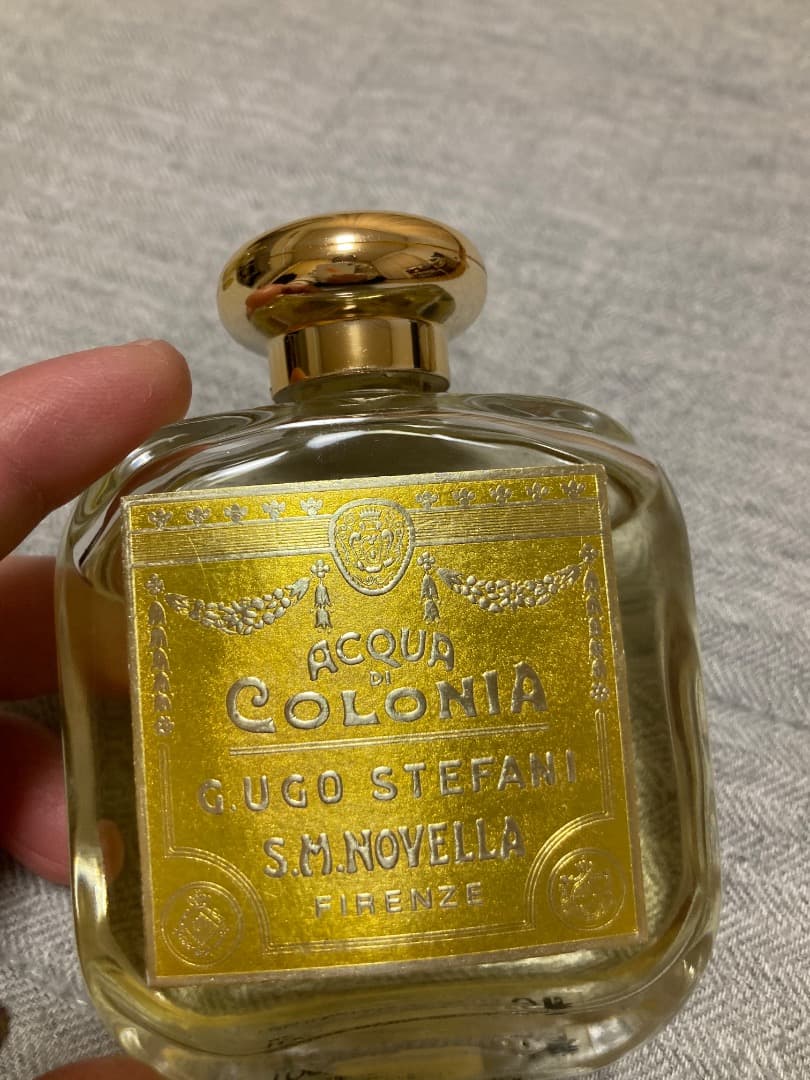 ACQUA
DI
COLONIA
G.UGO STEFANI
S.M.NOVELLA
FIRENZE